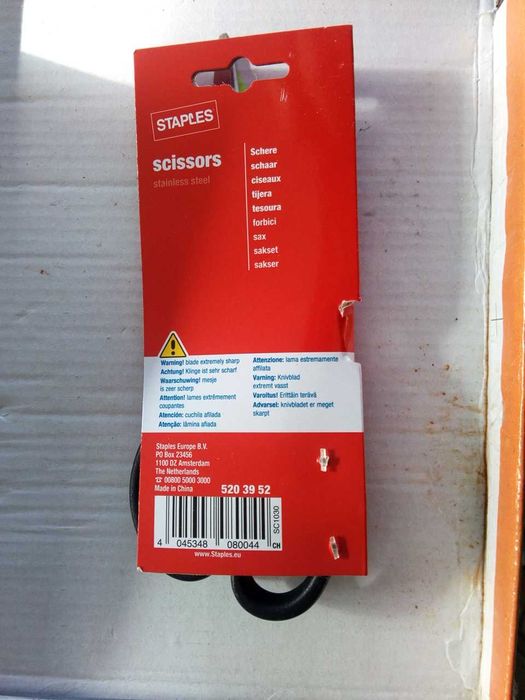 STAPLES
scissors
stainless steel
Schere
schaar
ciseaux
tijera
tesoura
forbici
sax
sakset
sakser
Warning! blade extremely sharp
Achtung! Klinge ist sehr scharf
Waarschuwing! mesje
is zeer scherp
Attention! lames extrêmement
coupantes
Atención: cuchila afilada
Atenção: lâmina afiada
Attenzione: lama estremamente
affilata
Varning: Knivblad
extremt vasst
Varoitus! Erittäin terävä
Advarsel: knivbladet er meget
skarpt
Staples Europe B.V.
PO Box 23456
1100 DZ Amsterdam
The Netherlands
☎ 00800 5000 3000
Made in China
520 39 52
SC1030
4 045348 080044 CH
www.Staples.eu